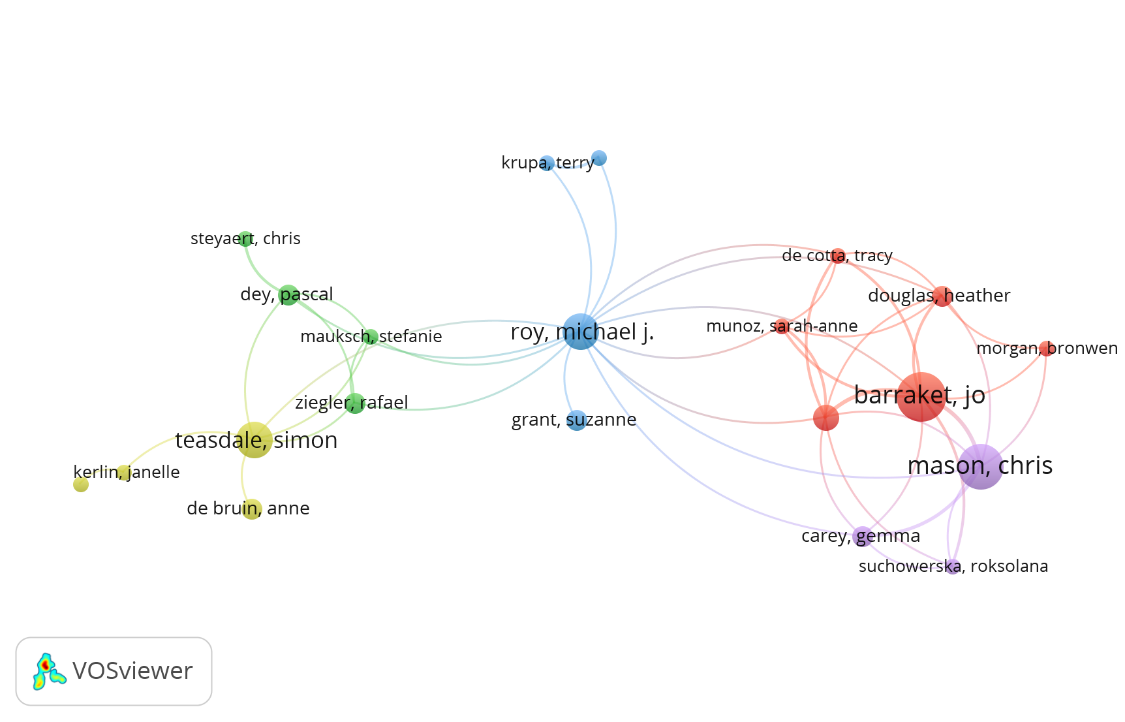 krupa, terry
steyaert, chris
de cotta, tracy
dey, pascal
douglas, heather
mauksch, stefanie
roy, michael j.
munoz, sarah-anne
morgan, bronwen
ziegler, rafael
barraket, jo
grant, suzanne
teasdale, simon
mason, chris
kerlin, janelle
de bruin, anne
carey, gemma
suchowerska, roksolana
VOSviewer